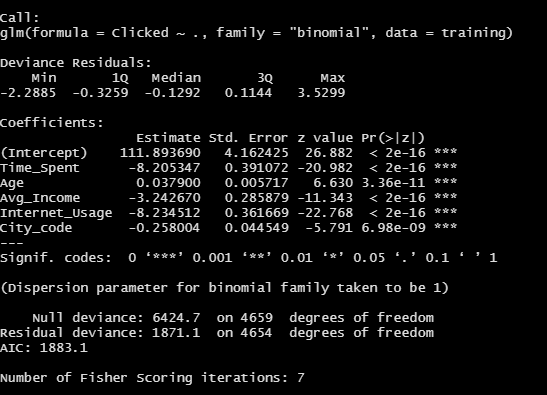 Call:
glm(formula = Clicked ~ ., family = "binomial", data = training)
Deviance Residuals:
    Min       1Q   Median       3Q      Max
-2.2885  -0.3259  -0.1292   0.1144   3.5299
Coefficients:
                 Estimate Std. Error z value Pr(>|z|)
(Intercept)    111.893690   4.162425  26.882  < 2e-16 ***
Time_Spent      -8.205347   0.391072 -20.982  < 2e-16 ***
Age              0.037900   0.005717   6.630 3.36e-11 ***
Avg_Income      -3.242670   0.285879 -11.343  < 2e-16 ***
Internet_Usage  -8.234512   0.361669 -22.768  < 2e-16 ***
City_code       -0.258004   0.044549  -5.791 6.98e-09 ***
---
Signif. codes:  0 ‘***’ 0.001 ‘**’ 0.01 ‘*’ 0.05 ‘.’ 0.1 ‘ ’ 1
(Dispersion parameter for binomial family taken to be 1)
    Null deviance: 6424.7  on 4659  degrees of freedom
Residual deviance: 1871.1  on 4654  degrees of freedom
AIC: 1883.1
Number of Fisher Scoring iterations: 7